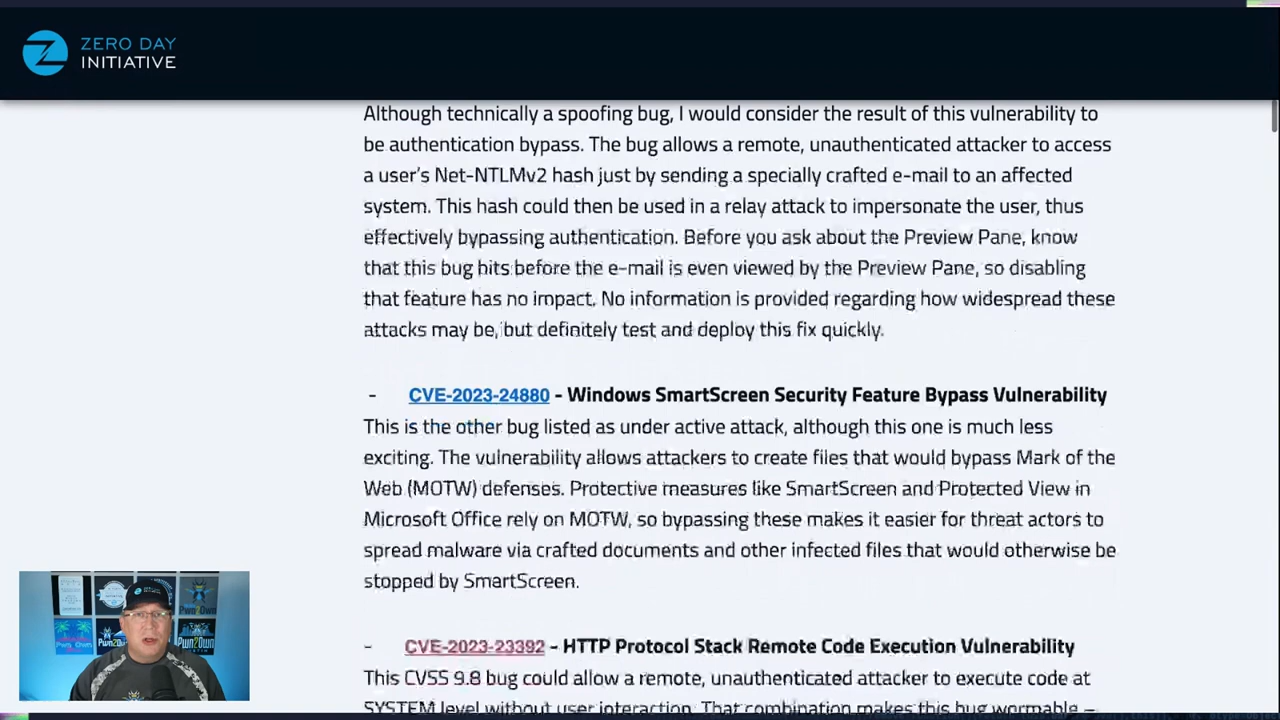 ZERO DAY
INITIATIVE
Although technically a spoofing bug, I would consider the result of this vulnerability to
be authentication bypass. The bug allows a remote, unauthenticated attacker to access
a user's Net-NTLMv2 hash just by sending a specially crafted e-mail to an affected
system. This hash could then be used in a relay attack to impersonate the user, thus
effectively bypassing authentication. Before you ask about the Preview Pane, know
that this bug hits before the e-mail is even viewed by the Preview Pane, so disabling
that feature has no impact. No information is provided regarding how widespread these
attacks may be, but definitely test and deploy this fix quickly.
- CVE-2023-24880 - Windows SmartScreen Security Feature Bypass Vulnerability
This is the other bug listed as under active attack, although this one is much less
exciting. The vulnerability allows attackers to create files that would bypass Mark of the
Web (MOTW) defenses. Protective measures like SmartScreen and Protected View in
Microsoft Office rely on MOTW, so bypassing these makes it easier for threat actors to
spread malware via crafted documents and other infected files that would otherwise be
stopped by SmartScreen.
- CVE-2023-23392 - HTTP Protocol Stack Remote Code Execution Vulnerability
This CVSS 9.8 bug could allow a remote, unauthenticated attacker to execute code at
SYSTEM level without user interaction. That combination makes this bug wormable –